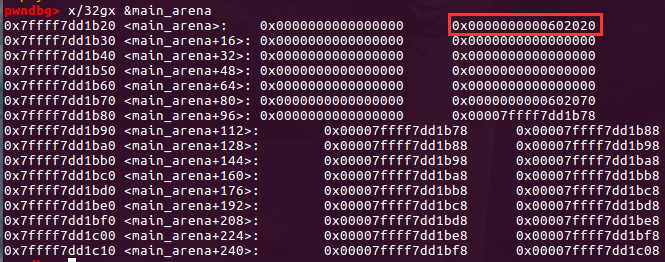 pwndbg> x/32gx &main_arena
0x7ffff7dd1b20 <main_arena>: 0x0000000000000000 0x0000000000602020
0x7ffff7dd1b30 <main_arena+16>: 0x0000000000000000 0x0000000000000000
0x7ffff7dd1b40 <main_arena+32>: 0x0000000000000000 0x0000000000000000
0x7ffff7dd1b50 <main_arena+48>: 0x0000000000000000 0x0000000000000000
0x7ffff7dd1b60 <main_arena+64>: 0x0000000000000000 0x0000000000000000
0x7ffff7dd1b70 <main_arena+80>: 0x0000000000000000 0x0000000000602070
0x7ffff7dd1b80 <main_arena+96>: 0x0000000000000000 0x00007ffff7dd1b78
0x7ffff7dd1b90 <main_arena+112>: 0x00007ffff7dd1b78 0x00007ffff7dd1b88
0x7ffff7dd1ba0 <main_arena+128>: 0x00007ffff7dd1b88 0x00007ffff7dd1b98
0x7ffff7dd1bb0 <main_arena+144>: 0x00007ffff7dd1b98 0x00007ffff7dd1ba8
0x7ffff7dd1bc0 <main_arena+160>: 0x00007ffff7dd1ba8 0x00007ffff7dd1bb8
0x7ffff7dd1bd0 <main_arena+176>: 0x00007ffff7dd1bb8 0x00007ffff7dd1bc8
0x7ffff7dd1be0 <main_arena+192>: 0x00007ffff7dd1bc8 0x00007ffff7dd1bd8
0x7ffff7dd1bf0 <main_arena+208>: 0x00007ffff7dd1bd8 0x00007ffff7dd1be8
0x7ffff7dd1c00 <main_arena+224>: 0x00007ffff7dd1be8 0x00007ffff7dd1bf8
0x7ffff7dd1c10 <main_arena+240>: 0x00007ffff7dd1bf8 0x00007ffff7dd1c08